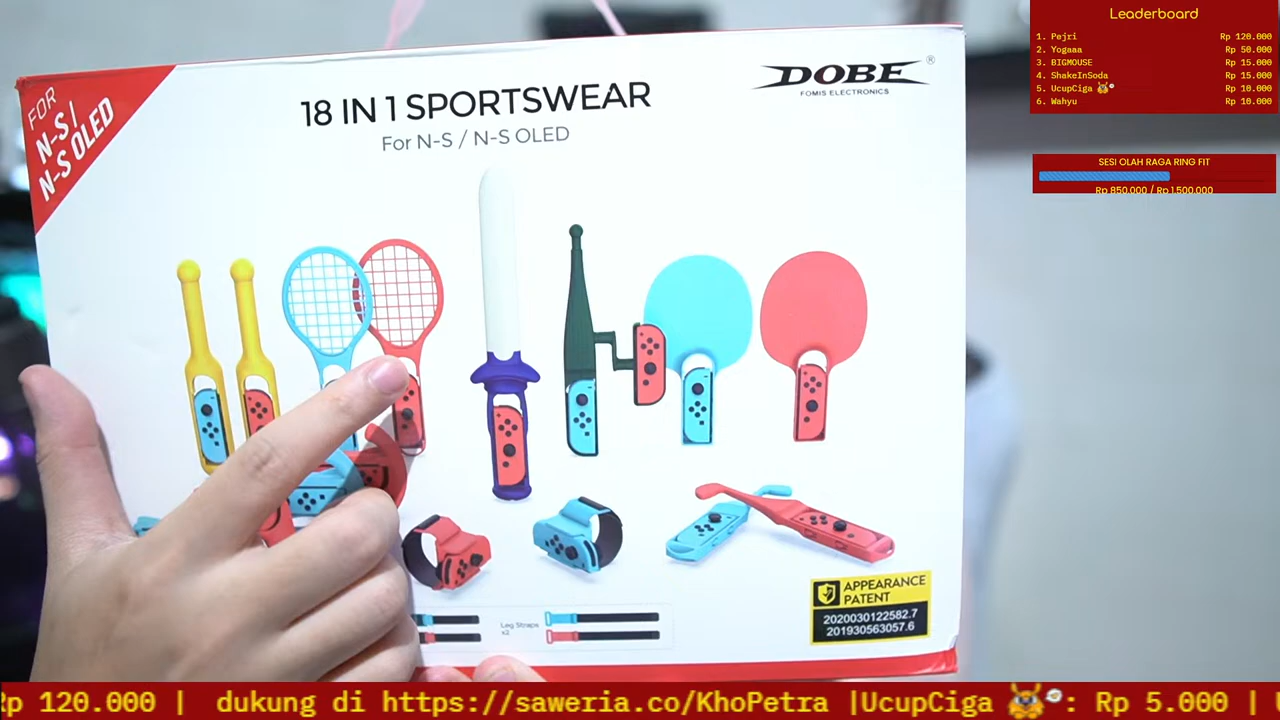 FOR
N-S /
N-S OLED
18 IN 1 SPORTSWEAR
For N-S / N-S OLED
DOBE ®
FOMIS ELECTRONICS
Leg Straps
x2
APPEARANCE
PATENT
2020030122582.7
201930563057.6
Leaderboard
1. Pejri Rp 120.000
2. Yogaaa Rp 50.000
3. BIGMOUSE Rp 15.000
4. ShakeInSoda Rp 15.000
5. UcupCiga Rp 10.000
6. Wahyu Rp 10.000
SESI OLAH RAGA RING FIT
Rp 850.000 / Rp 1.500.000
Rp 120.000 | dukung di https://saweria.co/KhoPetra |UcupCiga : Rp 5.000 |